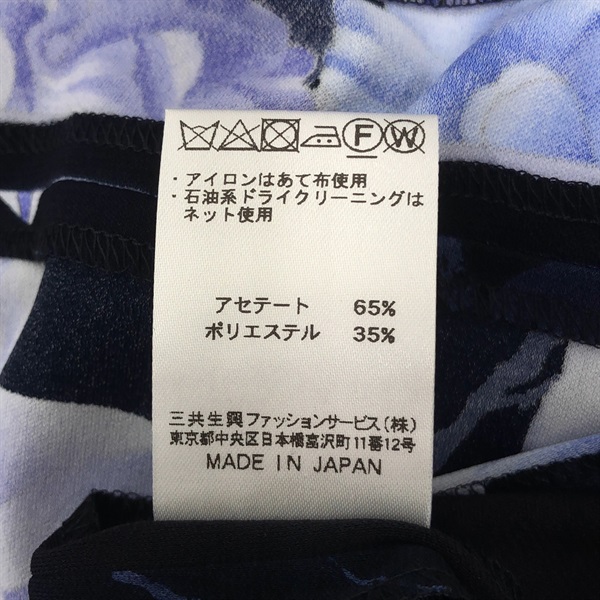 F W
・アイロンはあて布使用
・石油系ドライクリーニングは
ネット使用
アセテート 65%
ポリエステル 35%
三共生興ファッションサービス(株)
東京都中央区日本橋富沢町11番12号
MADE IN JAPAN